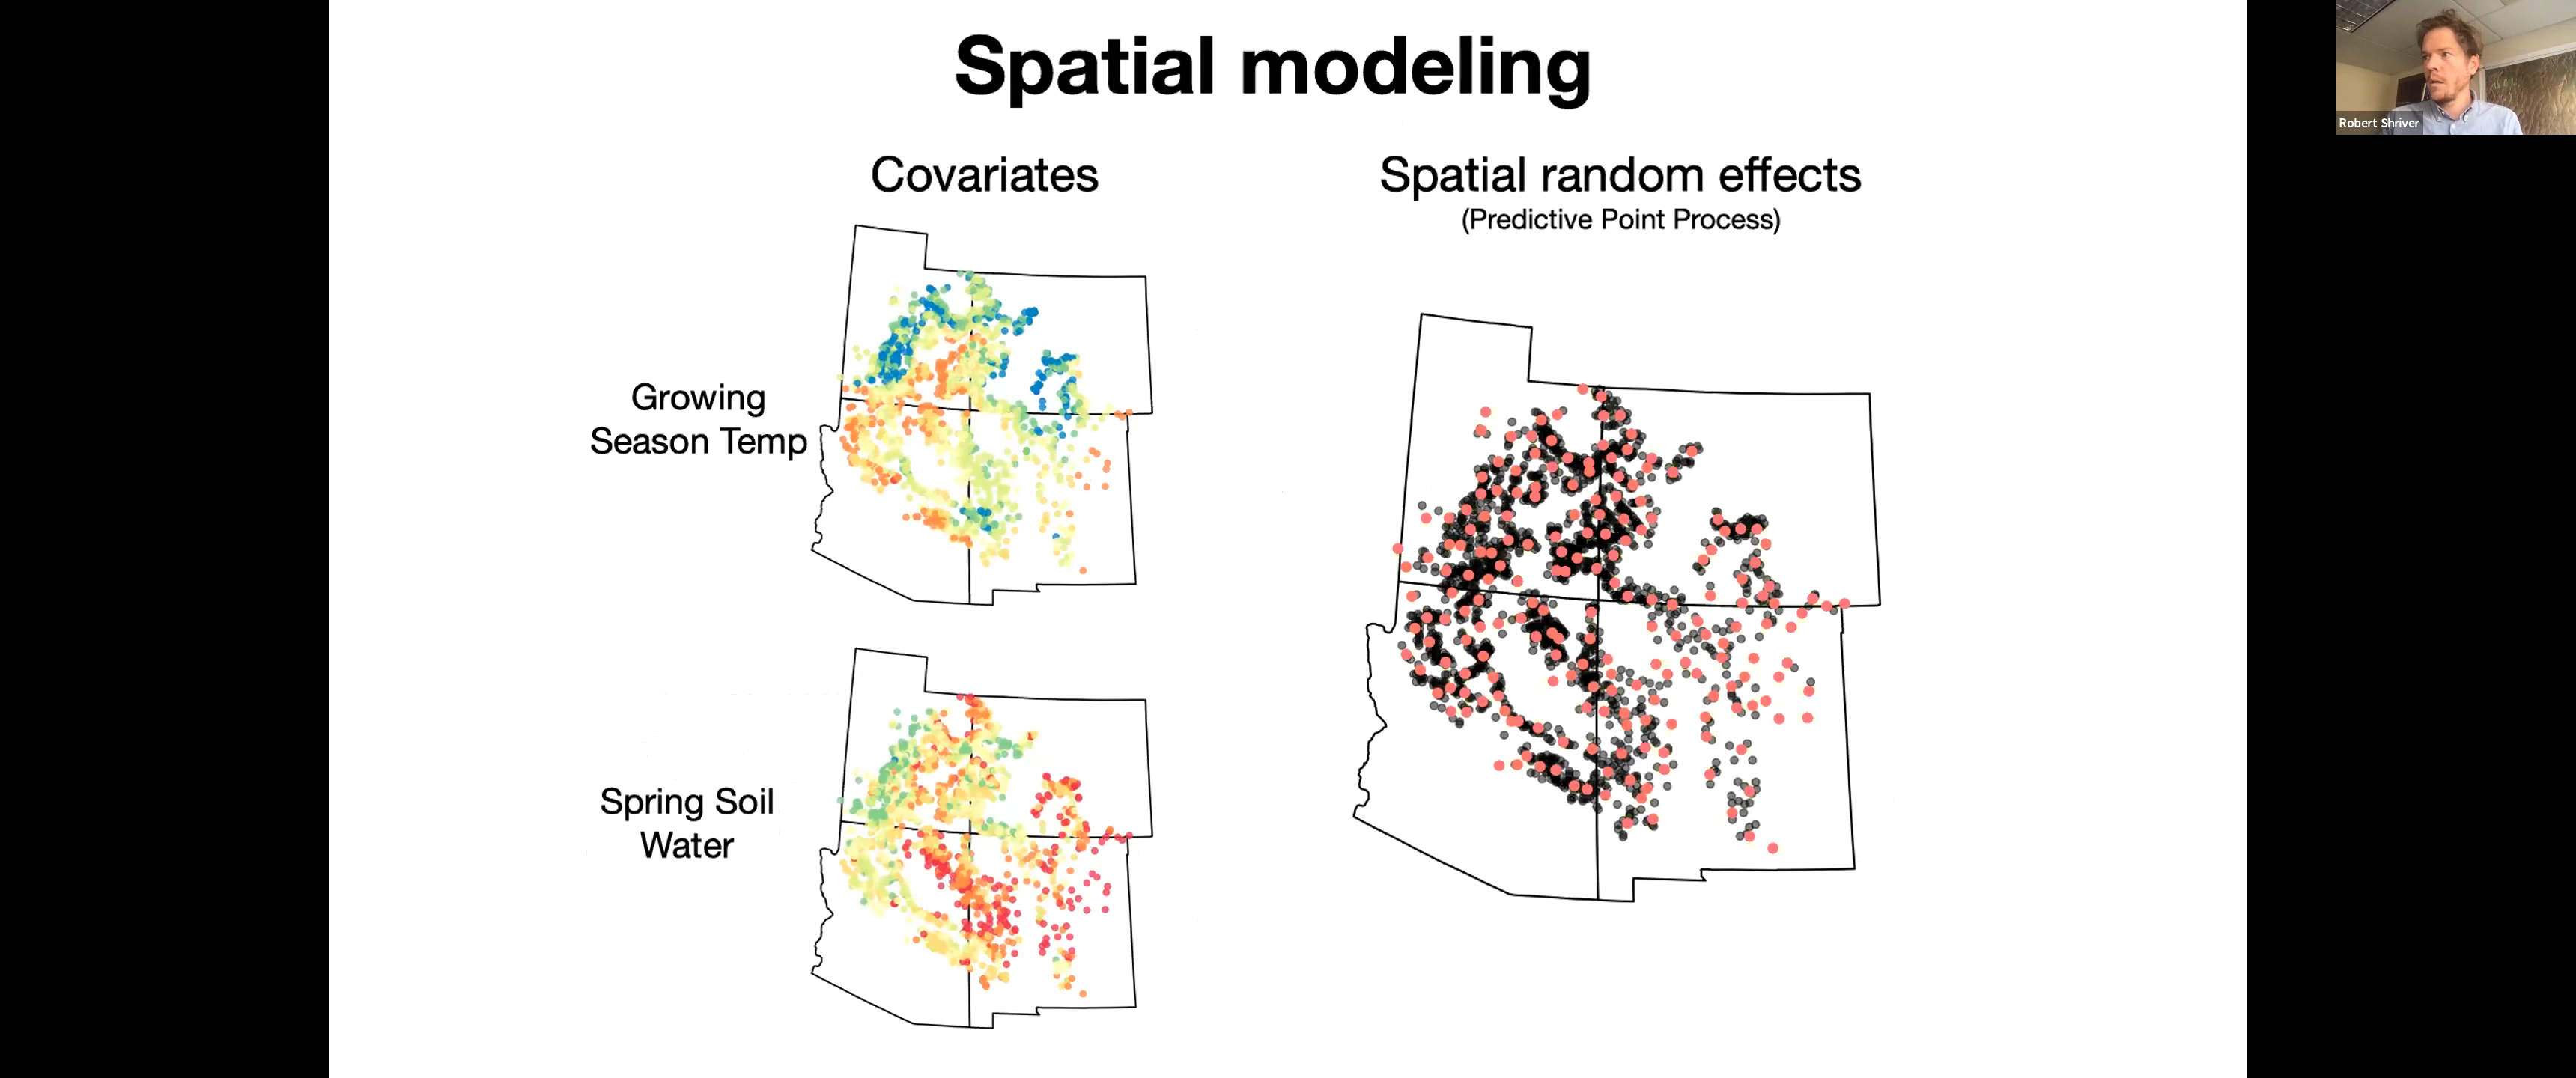 Spatial modeling
Covariates
Growing
Season Temp
Spring Soil
Water
Spatial random effects
(Predictive Point Process)
Robert Shriver